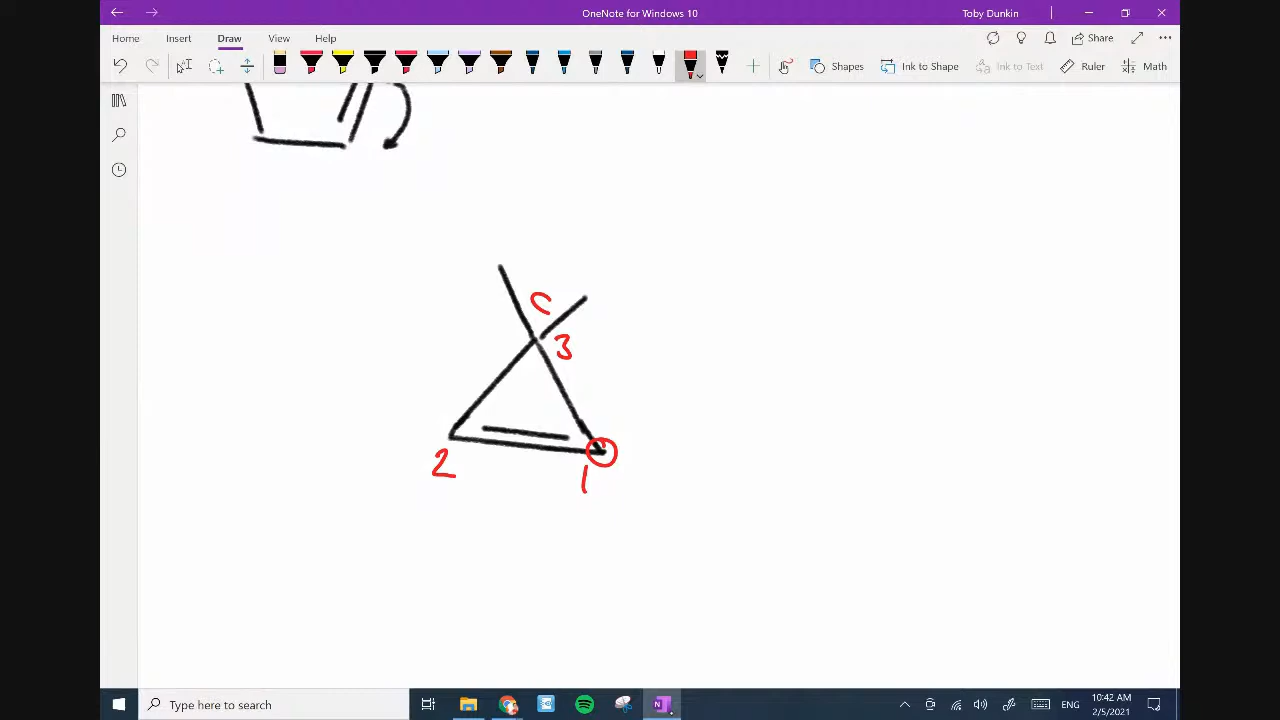 OneNote for Windows 10
Toby Dunkin
Home Insert Draw View Help
Share
Shapes Ink to Shape Ink to Text Ruler Math
C
3
2
1
Type here to search
ENG
10:42 AM
2/5/2021